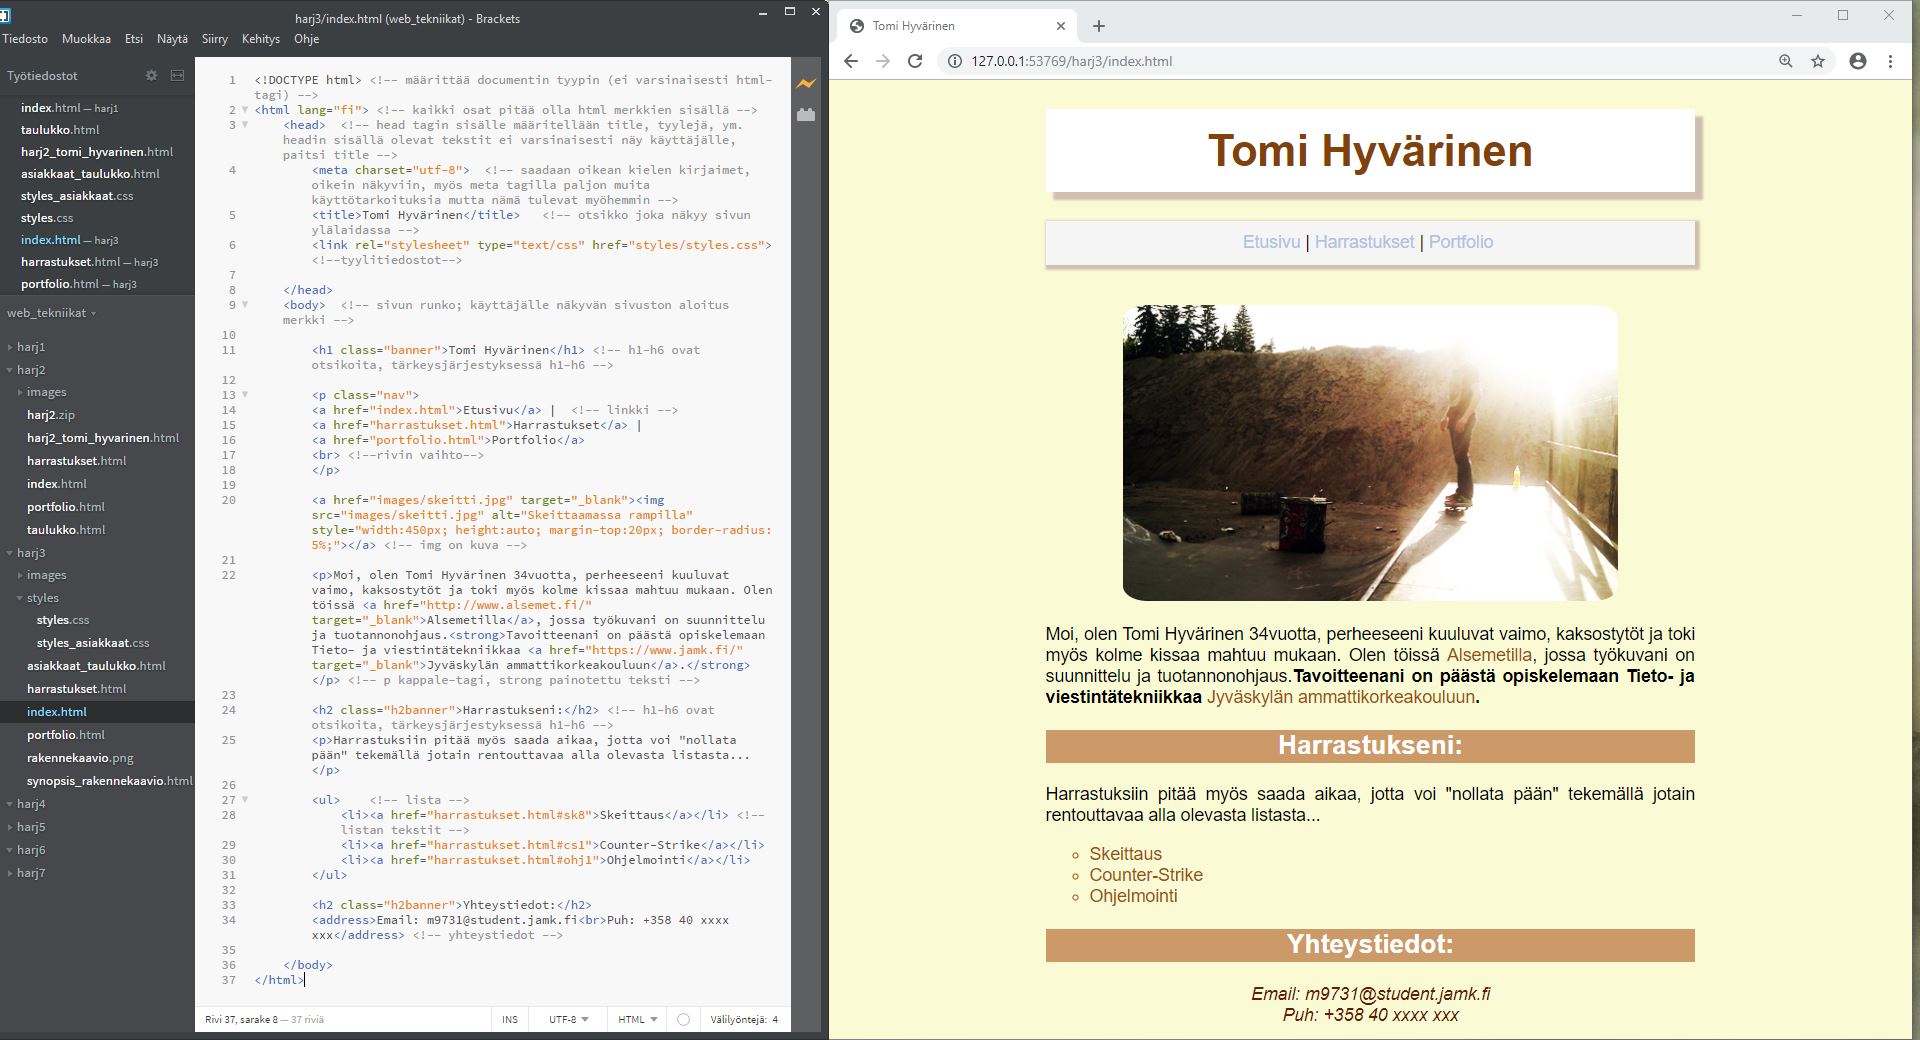 harj3/index.html (web_tekniikat) - Brackets
Tiedosto Muokkaa Etsi Näytä Siirry Kehitys Ohje
Työtiedostot
index.html — harj1
taulukko.html
harj2_tomi_hyvarinen.html
asiakkaat_taulukko.html
styles_asiakkaat.css
styles.css
index.html — harj3
harrastukset.html — harj3
portfolio.html — harj3
web_tekniikat
harj1
harj2
images
harj2.zip
harj2_tomi_hyvarinen.html
harrastukset.html
index.html
portfolio.html
taulukko.html
harj3
images
styles
styles.css
styles_asiakkaat.css
asiakkaat_taulukko.html
harrastukset.html
index.html
portfolio.html
rakennekaavio.png
synopsis_rakennekaavio.html
harj4
harj5
harj6
harj7
1 <!DOCTYPE html> <!-- määrittää documentin tyypin (ei varsinaisesti html-
tagi) -->
2 <html lang="fi"> <!-- kaikki osat pitää olla html merkkien sisällä -->
3 <head> <!-- head tagin sisälle määritellään title, tyylejä, ym.
headin sisällä olevat tekstit ei varsinaisesti näy käyttäjälle,
paitsi title -->
4 <meta charset="utf-8"> <!-- saadaan oikean kielen kirjaimet,
oikein näkyviin, myös meta tagilla paljon muita
käyttötarkoituksia mutta nämä tulevat myöhemmin -->
5 <title>Tomi Hyvärinen</title> <!-- otsikko joka näkyy sivun
ylälaidassa -->
6 <link rel="stylesheet" type="text/css" href="styles/styles.css">
<!--tyylitiedostot-->
7
8 </head>
9 <body> <!-- sivun runko; käyttäjälle näkyvän sivuston aloitus
merkki -->
10
11 <h1 class="banner">Tomi Hyvärinen</h1> <!-- h1-h6 ovat
otsikoita, tärkeysjärjestyksessä h1-h6 -->
12
13 <p class="nav">
14 <a href="index.html">Etusivu</a> | <!-- linkki -->
15 <a href="harrastukset.html">Harrastukset</a> |
16 <a href="portfolio.html">Portfolio</a>
17 <br> <!--rivin vaihto-->
18 </p>
19
20 <a href="images/skeitti.jpg" target="_blank"><img
src="images/skeitti.jpg" alt="Skeittaamassa rampilla"
style="width:450px; height:auto; margin-top:20px; border-radius:
5%;"></a> <!-- img on kuva -->
21
22 <p>Moi, olen Tomi Hyvärinen 34vuotta, perheeseeni kuuluvat
vaimo, kaksostytöt ja toki myös kolme kissaa mahtuu mukaan. Olen
töissä <a href="http://www.alsemet.fi/"
target="_blank">Alsemetilla</a>, jossa työkuvani on suunnittelu
ja tuotannonohjaus.<strong>Tavoitteenani on päästä opiskelemaan
Tieto- ja viestintätekniikkaa <a href="https://www.jamk.fi/"
target="_blank">Jyväskylän ammattikorkeakouluun</a>.</strong>
</p> <!-- p kappale-tagi, strong painotettu teksti -->
23
24 <h2 class="h2banner">Harrastukseni:</h2> <!-- h1-h6 ovat
otsikoita, tärkeysjärjestyksessä h1-h6 -->
25 <p>Harrastuksiin pitää myös saada aikaa, jotta voi "nollata
pään" tekemällä jotain rentouttavaa alla olevasta listasta...
</p>
26
27 <ul> <!-- lista -->
28 <li><a href="harrastukset.html#sk8">Skeittaus</a></li> <!--
listan tekstit -->
29 <li><a href="harrastukset.html#cs1">Counter-Strike</a></li>
30 <li><a href="harrastukset.html#ohj1">Ohjelmointi</a></li>
31 </ul>
32
33 <h2 class="h2banner">Yhteystiedot:</h2>
34 <address>Email: m9731@student.jamk.fi<br>Puh: +358 40 xxxx
xxx</address> <!-- yhteystiedot -->
35
36 </body>
37 </html>
Rivi 37, sarake 8 — 37 riviä INS UTF-8 HTML Välilyöntejä: 4
Tomi Hyvärinen
127.0.0.1:53769/harj3/index.html
Tomi Hyvärinen
Etusivu | Harrastukset | Portfolio
Moi, olen Tomi Hyvärinen 34vuotta, perheeseeni kuuluvat vaimo, kaksostytöt ja toki
myös kolme kissaa mahtuu mukaan. Olen töissä Alsemetilla, jossa työkuvani on
suunnittelu ja tuotannonohjaus.Tavoitteenani on päästä opiskelemaan Tieto- ja
viestintätekniikkaa Jyväskylän ammattikorkeakouluun.
Harrastukseni:
Harrastuksiin pitää myös saada aikaa, jotta voi "nollata pään" tekemällä jotain
rentouttavaa alla olevasta listasta...
Skeittaus
Counter-Strike
Ohjelmointi
Yhteystiedot:
Email: m9731@student.jamk.fi
Puh: +358 40 xxxx xxx